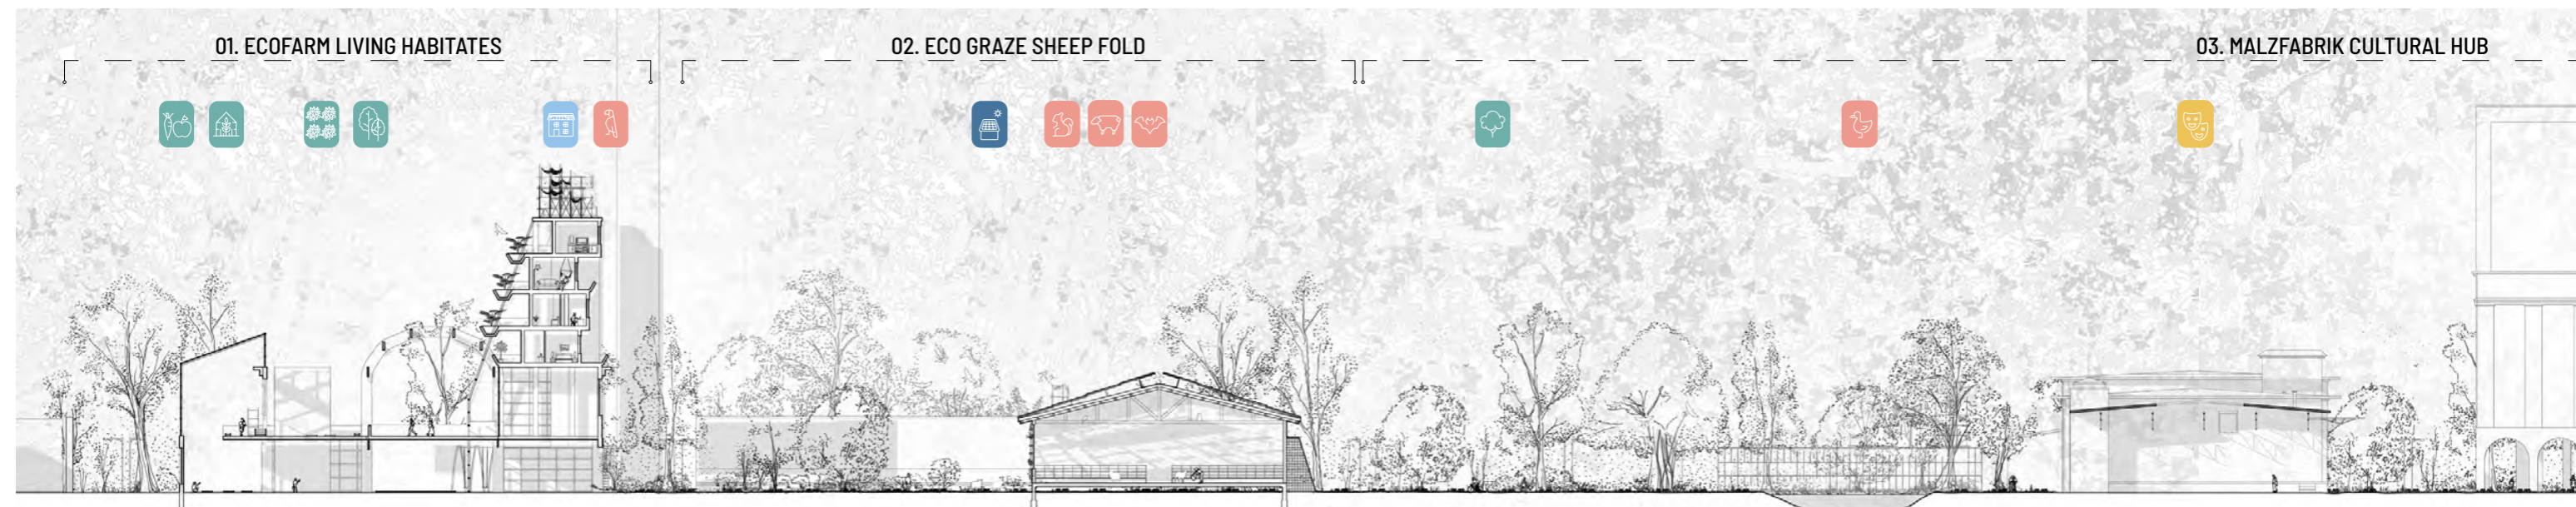 01. ECOFARM LIVING HABITATES
02. ECO GRAZE SHEEP FOLD
03. MALZFABRIK CULTURAL HUB